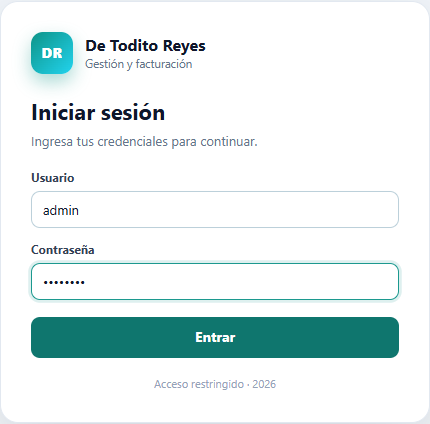 DR
De Todito Reyes
Gestión y facturación
Iniciar sesión
Ingresa tus credenciales para continuar.
Usuario
admin
Contraseña
••••••••
Entrar
Acceso restringido · 2026